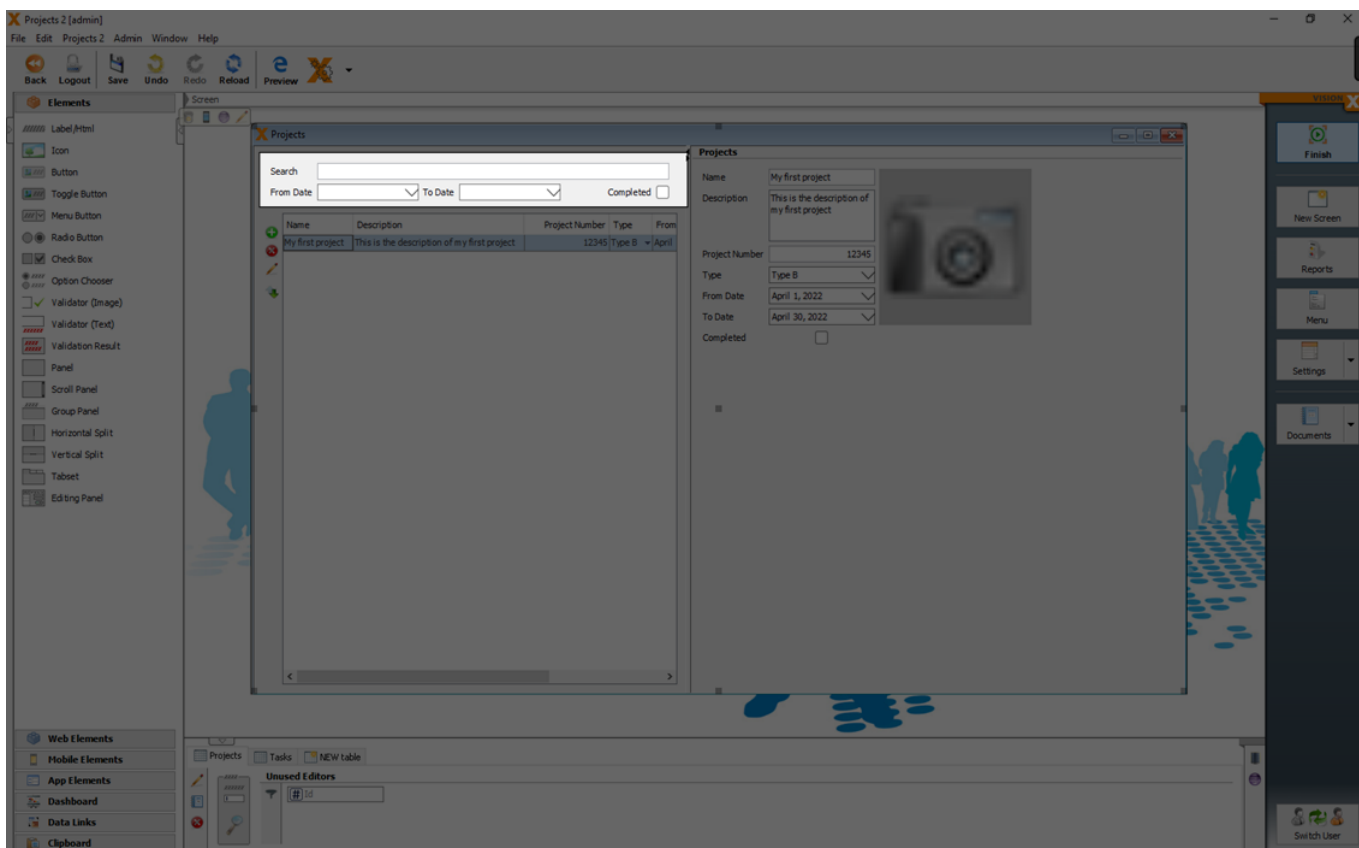 Projects 2 [admin]
File Edit Projects 2 Admin Window Help
Back Logout Save Undo Redo Reload Preview
Elements
Label/Html
Icon
Button
Toggle Button
Menu Button
Radio Button
Check Box
Option Chooser
Validator (Image)
Validator (Text)
Validation Result
Panel
Scroll Panel
Group Panel
Horizontal Split
Vertical Split
Tabset
Editing Panel
Web Elements
Mobile Elements
App Elements
Dashboard
Data Links
Clipboard
Screen
Projects
Search
From Date To Date Completed
Name Description Project Number Type From
My first project This is the description of my first project 12345 Type B April
Projects
Name My first project
Description This is the description of
my first project
Project Number 12345
Type Type B
From Date April 1, 2022
To Date April 30, 2022
Completed
Projects Tasks NEW table
Unused Editors
# Id
VISION X
Finish
New Screen
Reports
Menu
Settings
Documents
Switch User